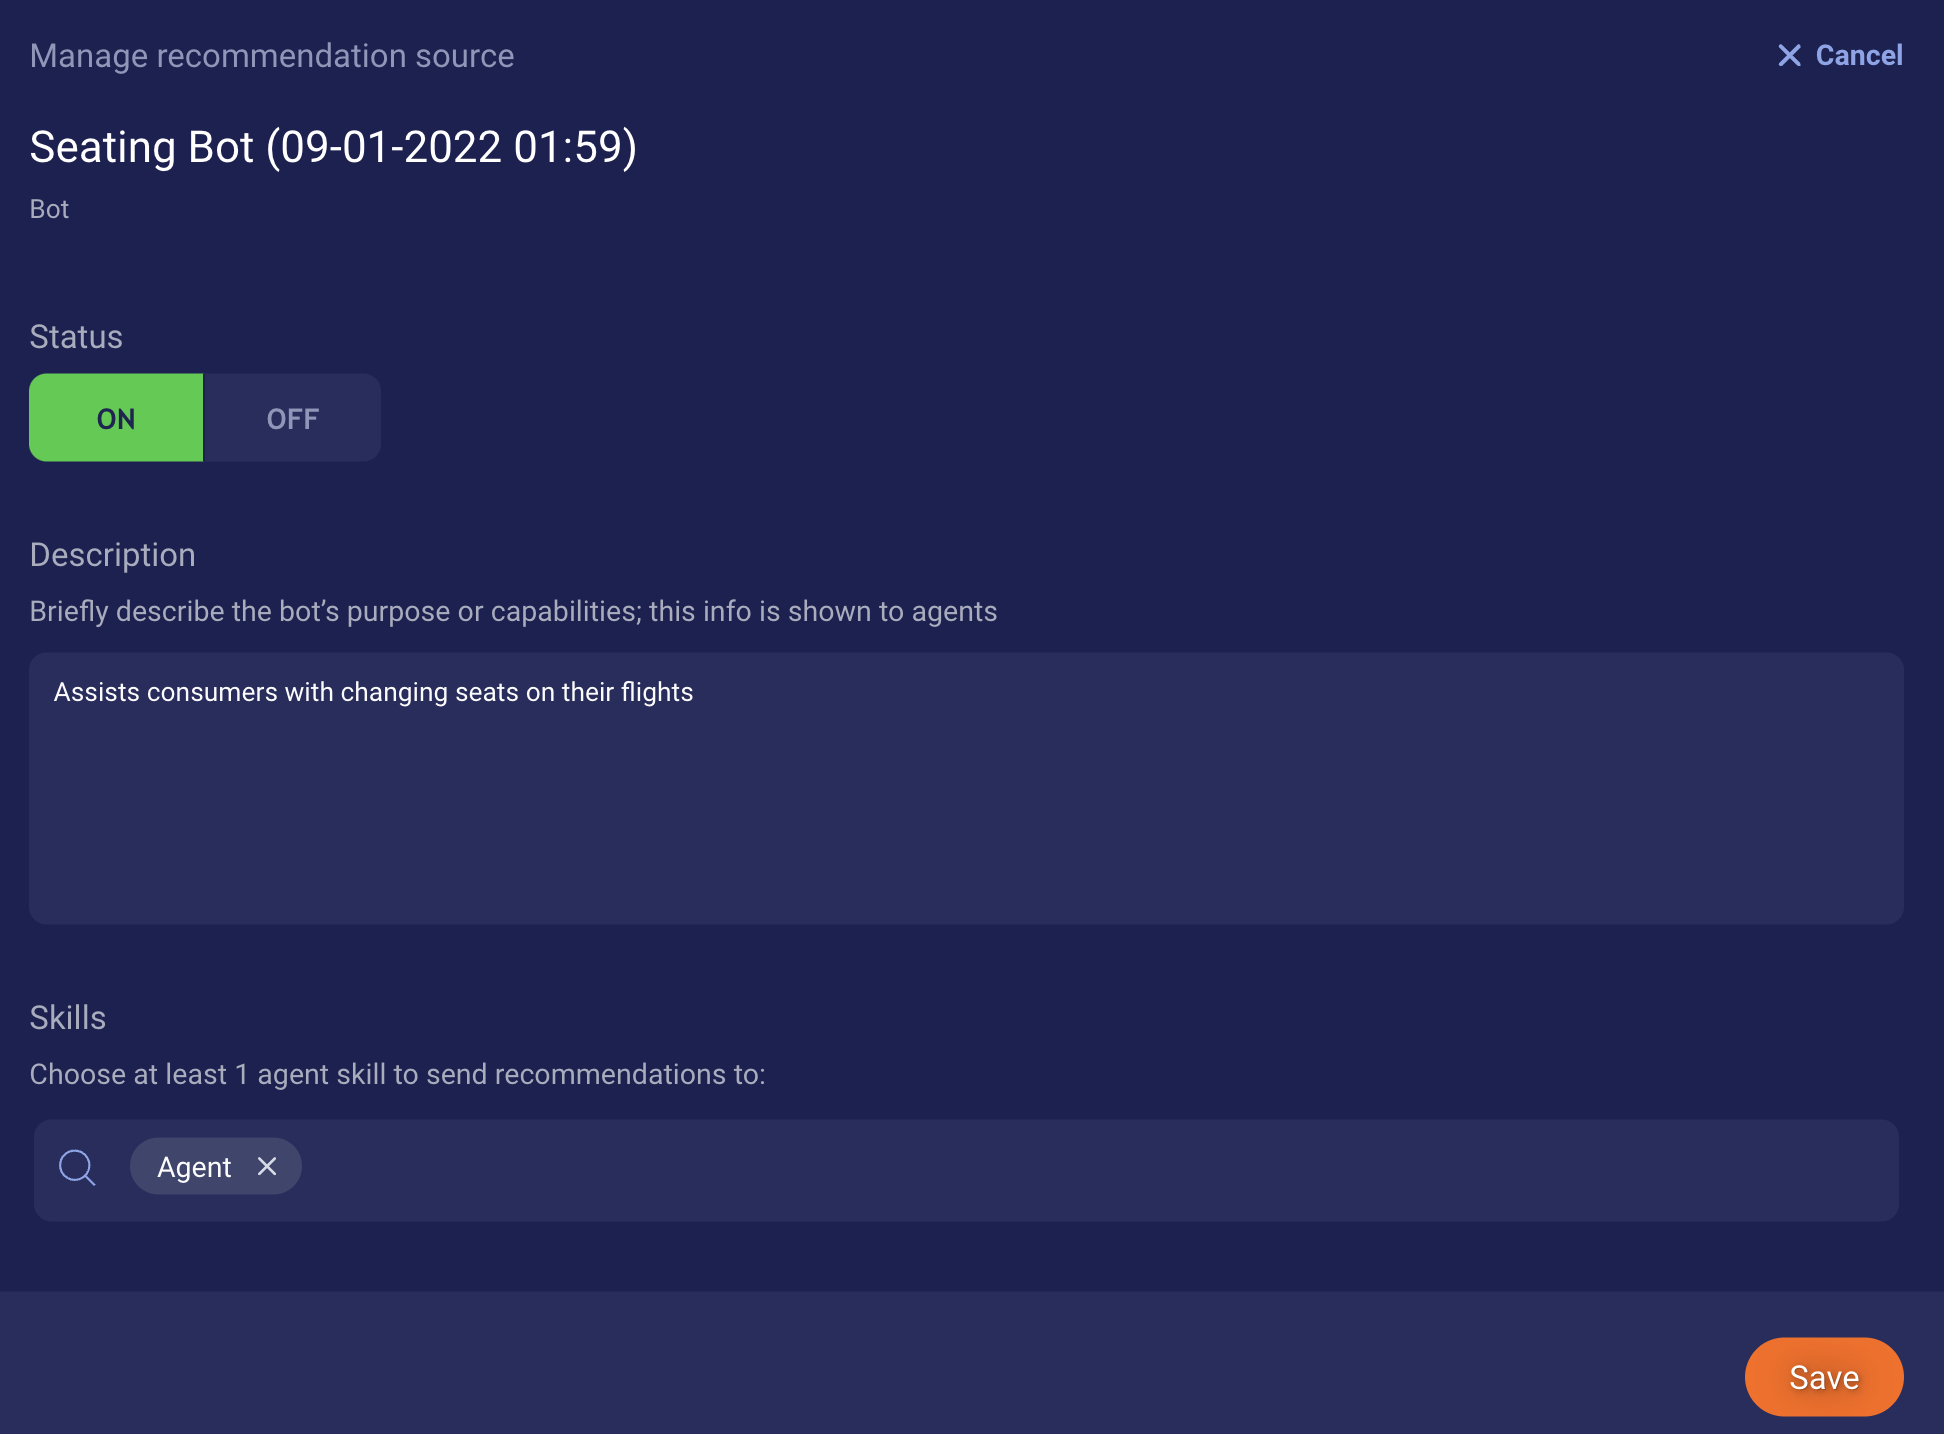 Manage recommendation source
Cancel
Seating Bot (09-01-2022 01:59)
Bot
Status
ON
OFF
Description
Briefly describe the bot’s purpose or capabilities; this info is shown to agents
Assists consumers with changing seats on their flights
Skills
Choose at least 1 agent skill to send recommendations to:
Agent
Save